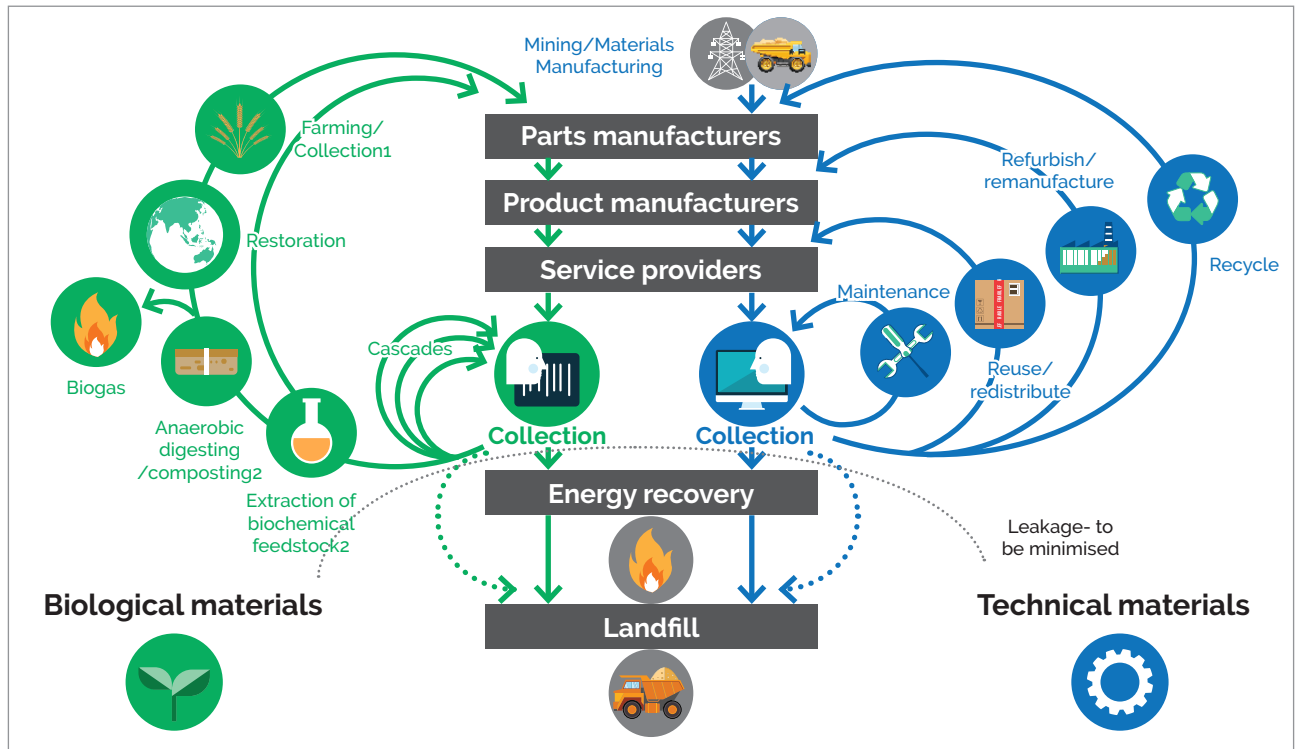 Mining/Materials
Manufacturing
Parts manufacturers
Farming/
Collection1
Refurbish/
remanufacture
Product manufacturers
Restoration
Service providers
Recycle
Maintenance
Cascades
Biogas
Reuse/
redistribute
Anaerobic
digesting
/composting2
Collection
Collection
Extraction of
biochemical
feedstock2
Energy recovery
Leakage- to
be minimised
Biological materials
Technical materials
Landfill